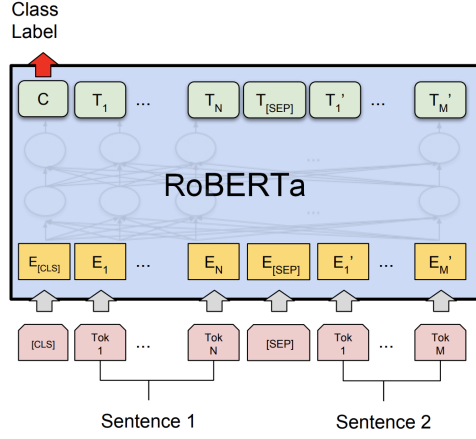 Class
Label
C T1 ... TN T[SEP] T1' ... TM'
...
RoBERTa
...
E[CLS] E1 ... EN E[SEP] E1' ... EM'
[CLS] Tok 1 ... Tok N [SEP] Tok 1 ... Tok M
Sentence 1 Sentence 2